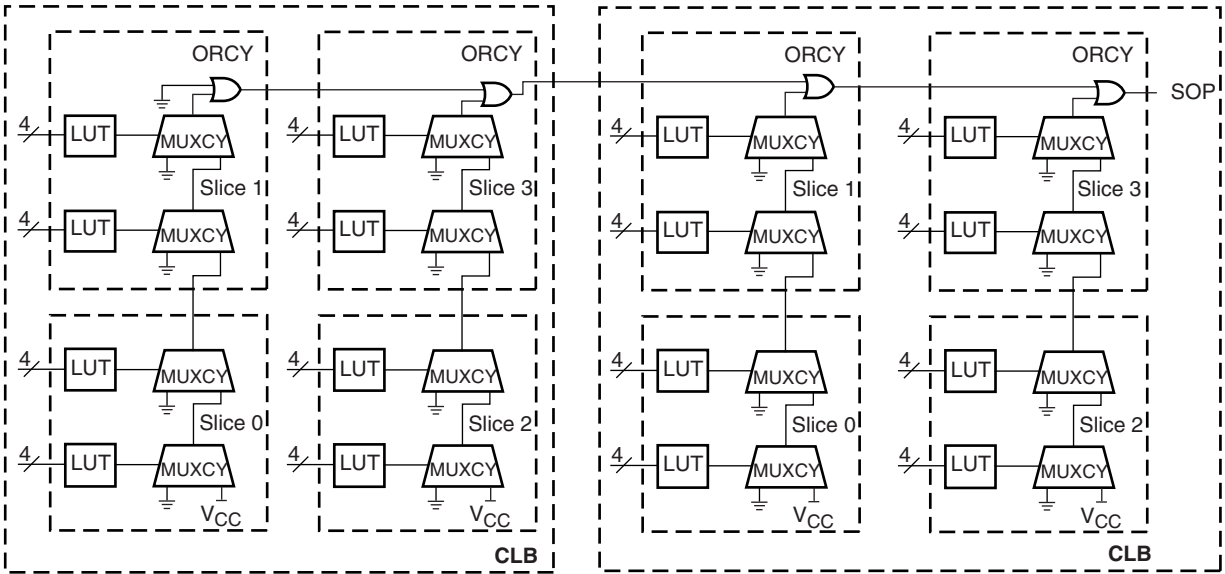 ORCY ORCY ORCY ORCY
SOP
4 LUT MUXCY 4 LUT MUXCY 4 LUT MUXCY 4 LUT MUXCY
Slice 1 Slice 3 Slice 1 Slice 3
4 LUT MUXCY 4 LUT MUXCY 4 LUT MUXCY 4 LUT MUXCY
4 LUT MUXCY 4 LUT MUXCY 4 LUT MUXCY 4 LUT MUXCY
Slice 0 Slice 2 Slice 0 Slice 2
4 LUT MUXCY 4 LUT MUXCY 4 LUT MUXCY 4 LUT MUXCY
VCC VCC VCC VCC
CLB CLB